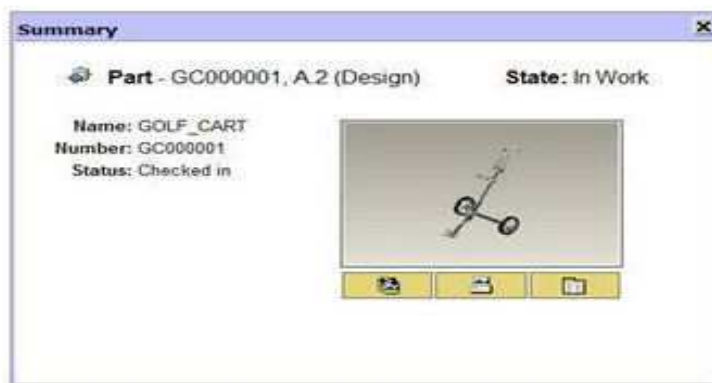 Summary
Part - GC000001, A.2 (Design) State: In Work
Name: GOLF_CART
Number: GC000001
Status: Checked in